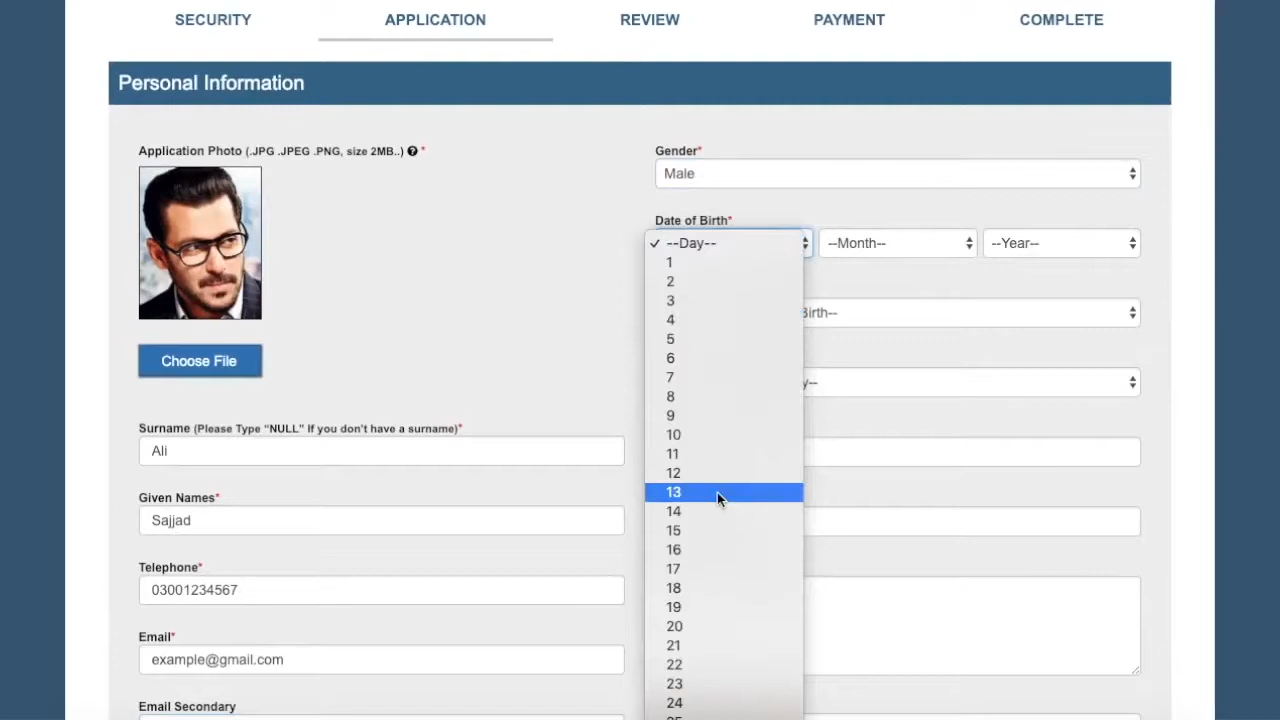 SECURITY APPLICATION REVIEW PAYMENT COMPLETE
Personal Information
Application Photo (.JPG .JPEG .PNG, size 2MB..) ? *
Choose File
Surname (Please Type “NULL” If you don't have a surname)*
Ali
Given Names*
Sajjad
Telephone*
03001234567
Email*
example@gmail.com
Email Secondary
Gender*
Male
Date of Birth*
--Day-- --Month-- --Year--
1
2
3
4
5
6
7
8
9
10
11
12
13
14
15
16
17
18
19
20
21
22
23
24
Birth--
y--